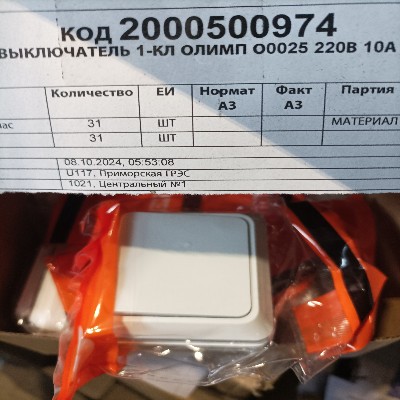 КОД 2000500974
ВЫКЛЮЧАТЕЛЬ 1-КЛ ОЛИМП О0025 220В 10А
Количество ЕИ Нормат АЗ Факт АЗ Партия
31 ШТ МАТЕРИАЛ
31 ШТ
08.10.2024, 05:53:08
U117, Приморская ГРЭС
1021, Центральный №1